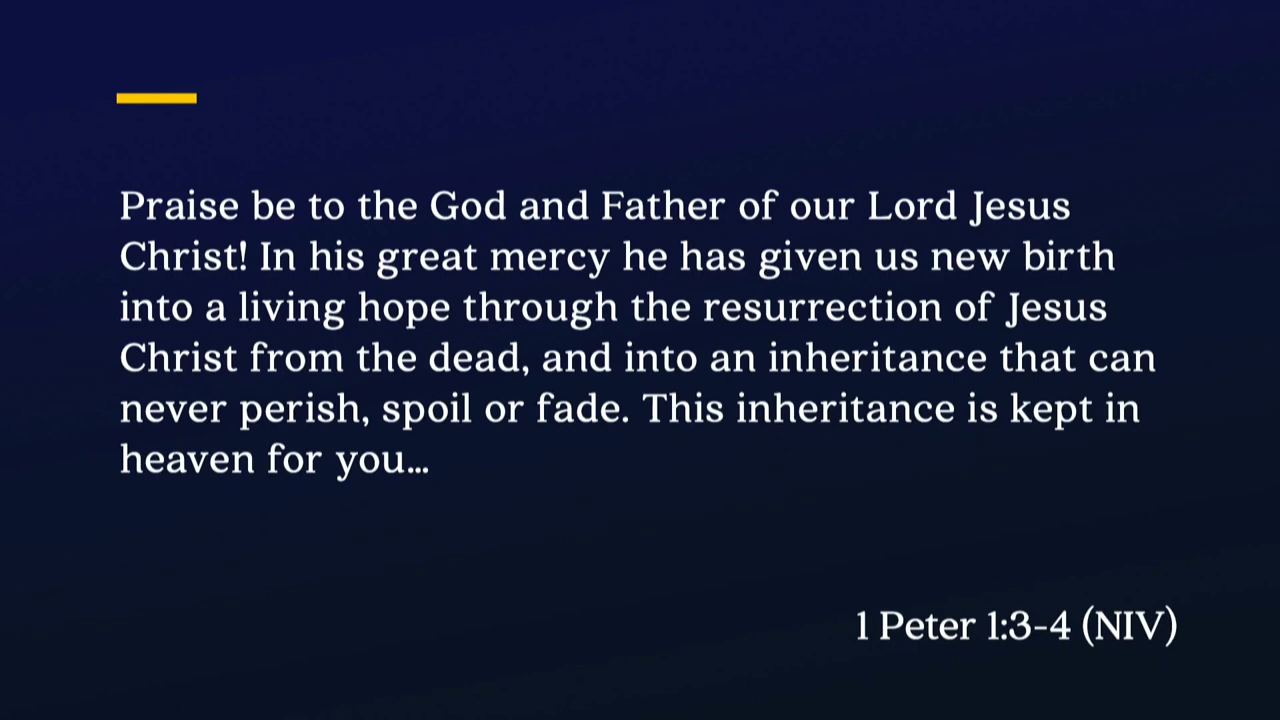 Praise be to the God and Father of our Lord Jesus
Christ! In his great mercy he has given us new birth
into a living hope through the resurrection of Jesus
Christ from the dead, and into an inheritance that can
never perish, spoil or fade. This inheritance is kept in
heaven for you…
1 Peter 1:3-4 (NIV)